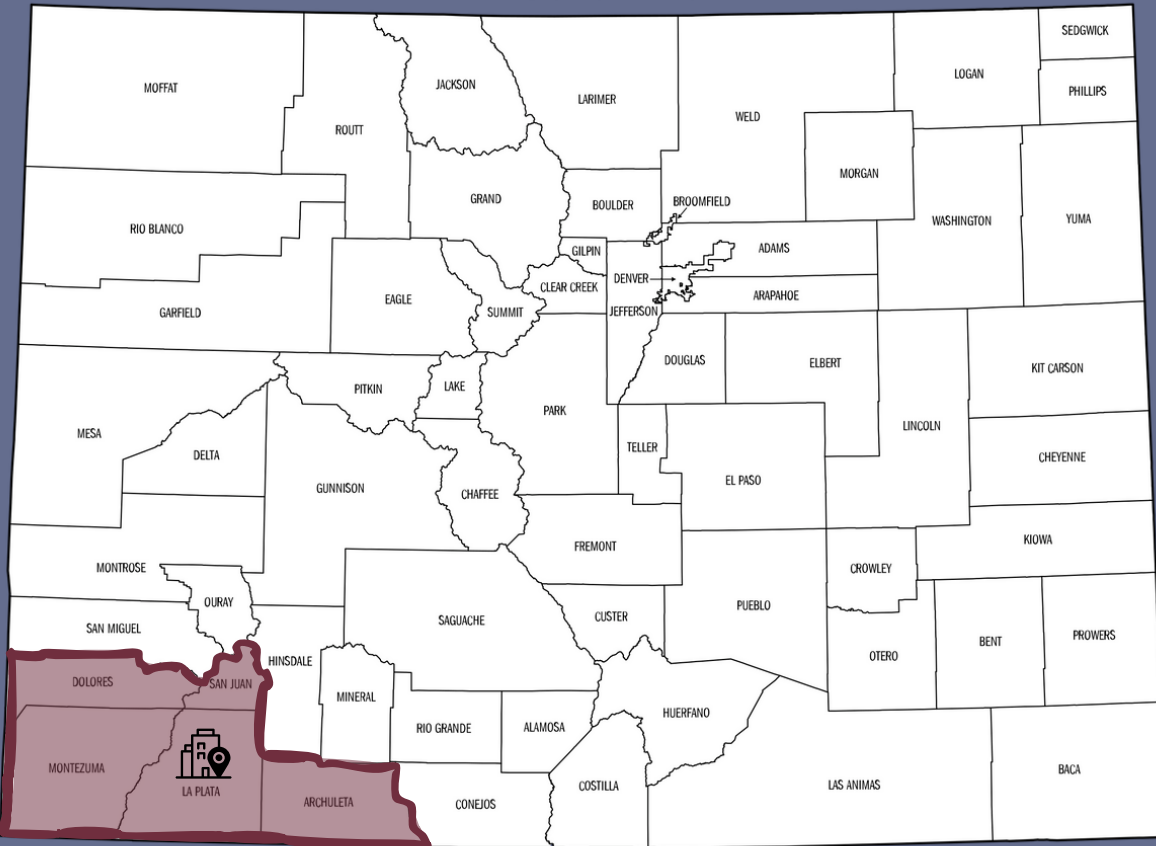 SEDGWICK
LOGAN
MOFFAT
JACKSON
PHILLIPS
LARIMER
WELD
ROUTT
MORGAN
GRAND
BROOMFIELD
BOULDER
YUMA
WASHINGTON
RIO BLANCO
ADAMS
GILPIN
DENVER
CLEAR CREEK
ARAPAHOE
EAGLE
GARFIELD
SUMMIT
JEFFERSON
DOUGLAS
ELBERT
KIT CARSON
LAKE
PITKIN
PARK
LINCOLN
MESA
TELLER
DELTA
CHEYENNE
EL PASO
GUNNISON
CHAFFEE
KIOWA
FREMONT
MONTROSE
CROWLEY
OURAY
PUEBLO
CUSTER
SAGUACHE
SAN MIGUEL
PROWERS
BENT
OTERO
HINSDALE
DOLORES
SAN JUAN
MINERAL
HUERFANO
RIO GRANDE
ALAMOSA
MONTEZUMA
BACA
LAS ANIMAS
COSTILLA
LA PLATA
ARCHULETA
CONEJOS